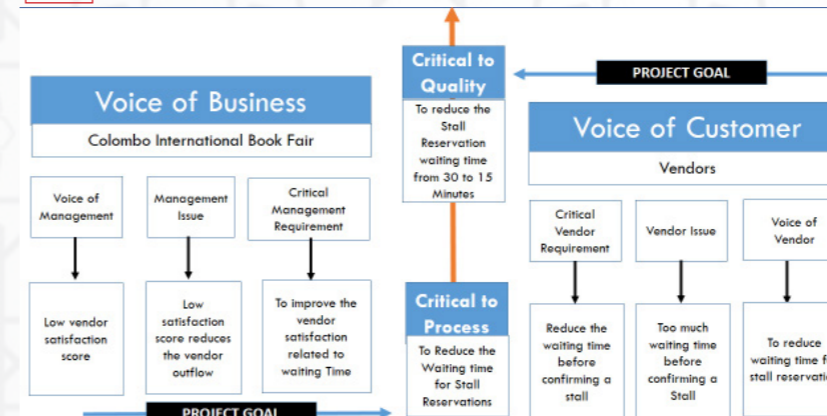 Voice of Business
Colombo International Book Fair
Voice of
Management
Management
Issue
Critical
Management
Requirement
Low vendor
satisfaction
score
Low
satisfaction
score reduces
the vendor
outflow
To improve the
vendor
satisfaction
related to
waiting Time
PROJECT GOAL
Critical to
Quality
To reduce the
Stall
Reservation
waiting time
from 30 to 15
Minutes
Critical to
Process
To Reduce the
Waiting time
for Stall
Reservations
PROJECT GOAL
Voice of Customer
Vendors
Critical
Vendor
Requirement
Vendor Issue
Voice of
Vendor
Reduce the
waiting time
before
confirming a
stall
Too much
waiting time
before
confirming a
Stall
To reduce
waiting time
stall